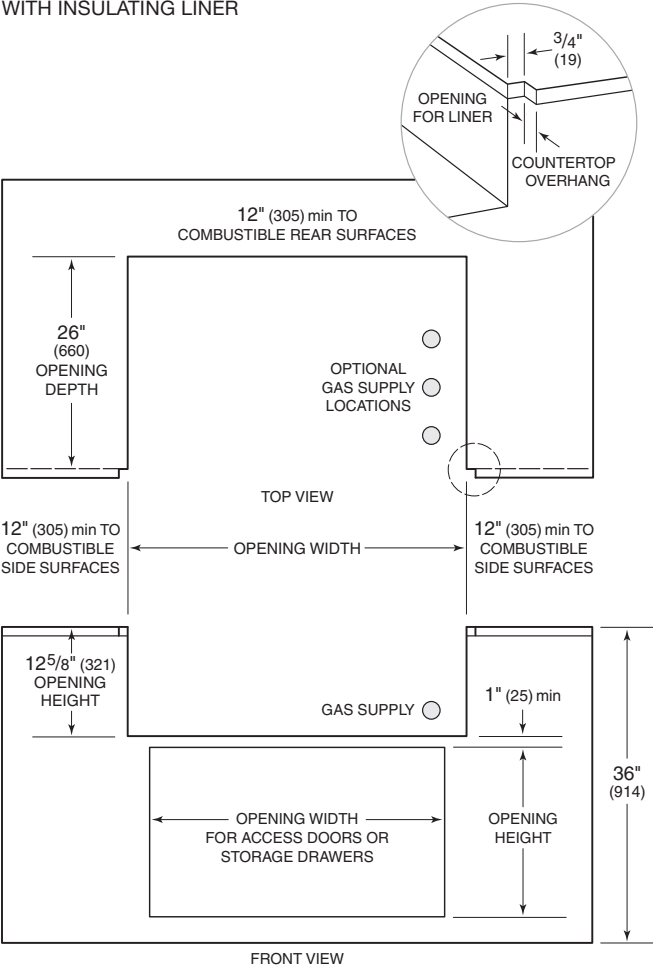 WITH INSULATING LINER
3/4"
(19)
OPENING
FOR LINER
COUNTERTOP
OVERHANG
12" (305) min TO
COMBUSTIBLE REAR SURFACES
26"
(660)
OPENING
DEPTH
OPTIONAL
GAS SUPPLY
LOCATIONS
TOP VIEW
12" (305) min TO
COMBUSTIBLE
SIDE SURFACES
OPENING WIDTH
12" (305) min TO
COMBUSTIBLE
SIDE SURFACES
125/8" (321)
OPENING
HEIGHT
GAS SUPPLY
1" (25) min
36"
(914)
OPENING WIDTH
FOR ACCESS DOORS OR
STORAGE DRAWERS
OPENING
HEIGHT
FRONT VIEW